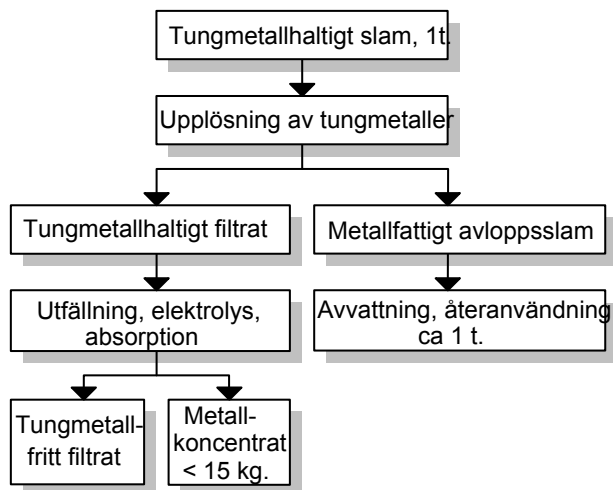 Tungmetallhaltigt slam, 1t.
Upplösning av tungmetaller
Tungmetallhaltigt filtrat
Metallfattigt avloppsslam
Utfällning, elektrolys,
absorption
Avvattning, återanvändning
ca 1 t.
Tungmetall-
fritt filtrat
Metall-
koncentrat
< 15 kg.